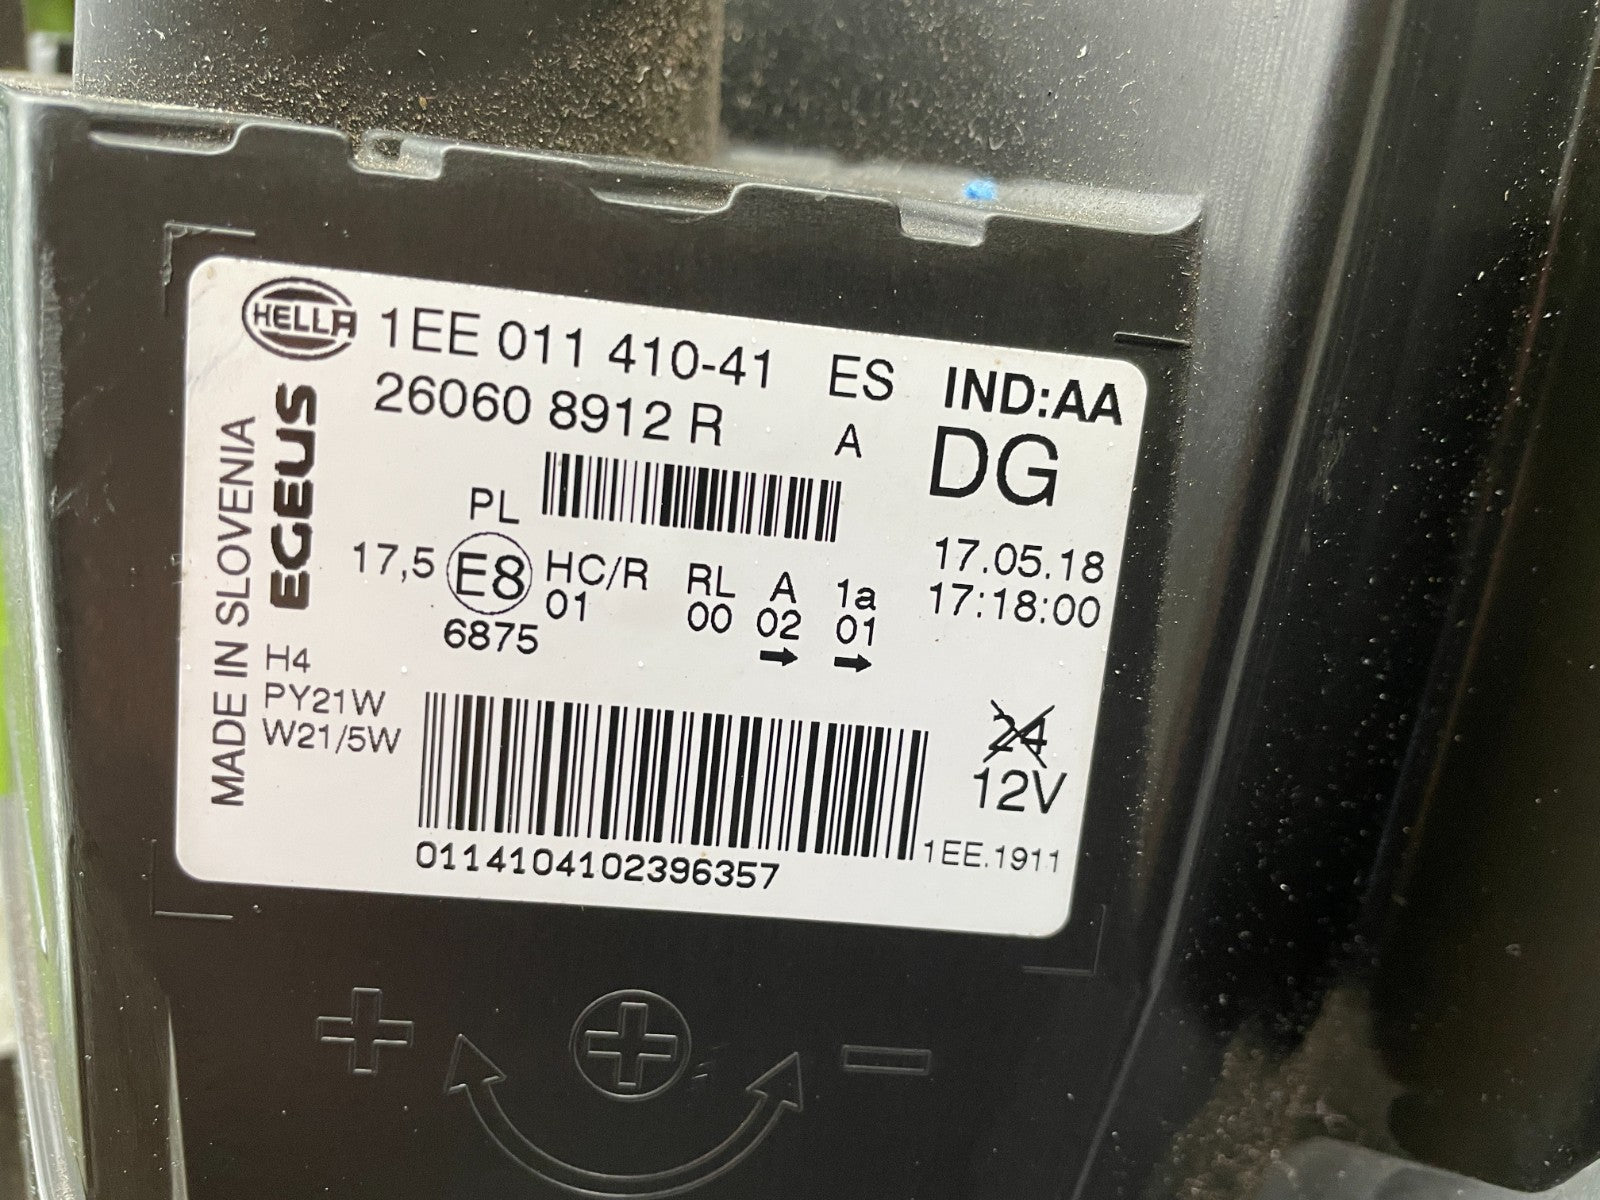 HELLA 1EE 011 410-41 ES IND:AA
26060 8912 R A DG
PL
17,5 E8 HC/R RL A 1a 17.05.18
01 00 02 01 17:18:00
6875
MADE IN SLOVENIA
EGEUS
H4
PY21W
W21/5W
24
12V
0114104102396357
1EE.1911